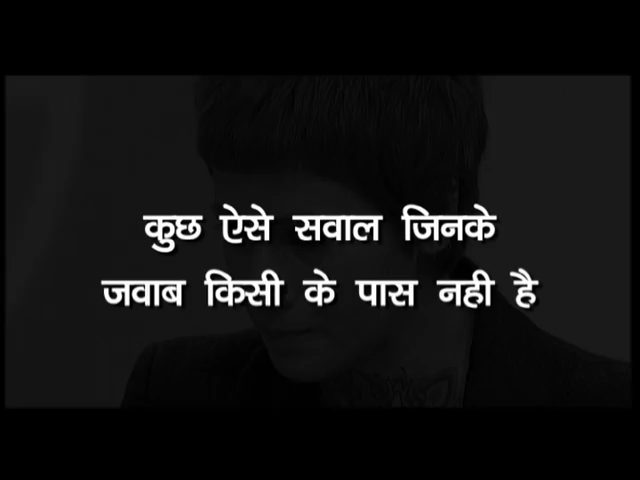 कुछ ऐसे सवाल जिनके
जवाब किसी के पास नही है